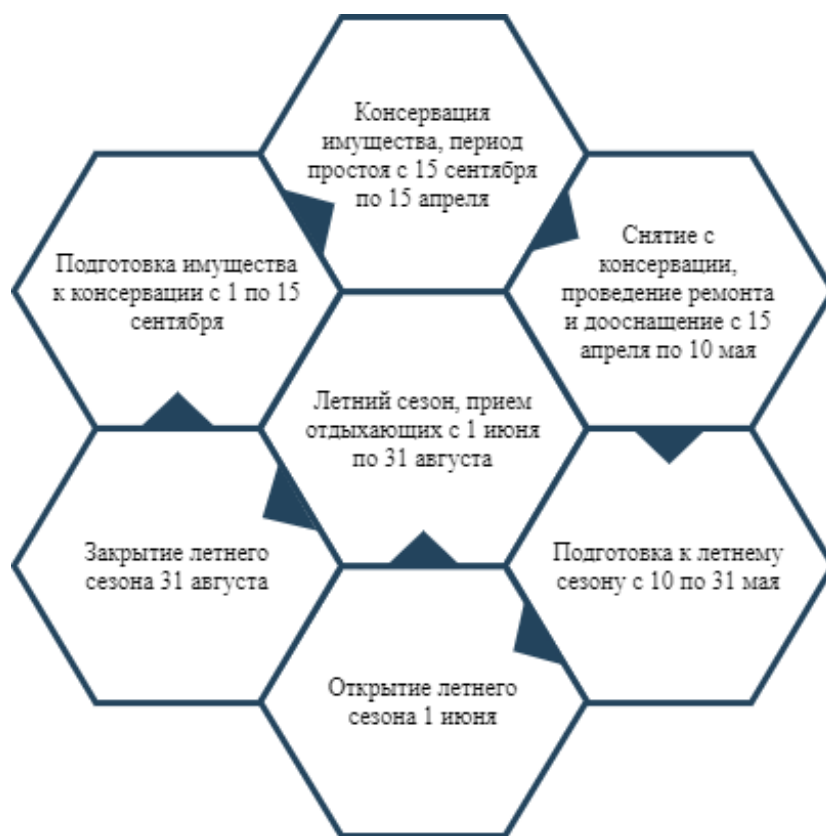 Консервация
имущества, период
простоя с 15 сентября
по 15 апреля
Снятие с
консервации,
проведение ремонта
и дооснащение с 15
апреля по 10 мая
Подготовка имущества
к консервации с 1 по 15
сентября
Летний сезон, прием
отдыхающих с 1 июня
по 31 августа
Закрытие летнего
сезона 31 августа
Подготовка к летнему
сезону с 10 по 31 мая
Открытие летнего
сезона 1 июня